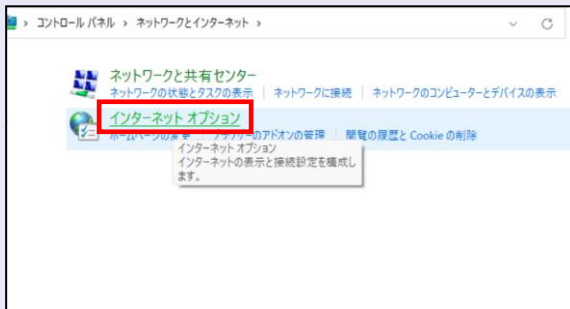 コントロール パネル > ネットワークとインターネット >
ネットワークと共有センター
ネットワークの状態とタスクの表示 | ネットワークに接続 | ネットワークのコンピューターとデバイスの表示
インターネット オプション
ホームページの変更 | ブラウザーのアドオンの管理 | 閲覧の履歴と Cookie の削除
インターネット オプション
インターネットの表示と接続設定を構成し
ます。